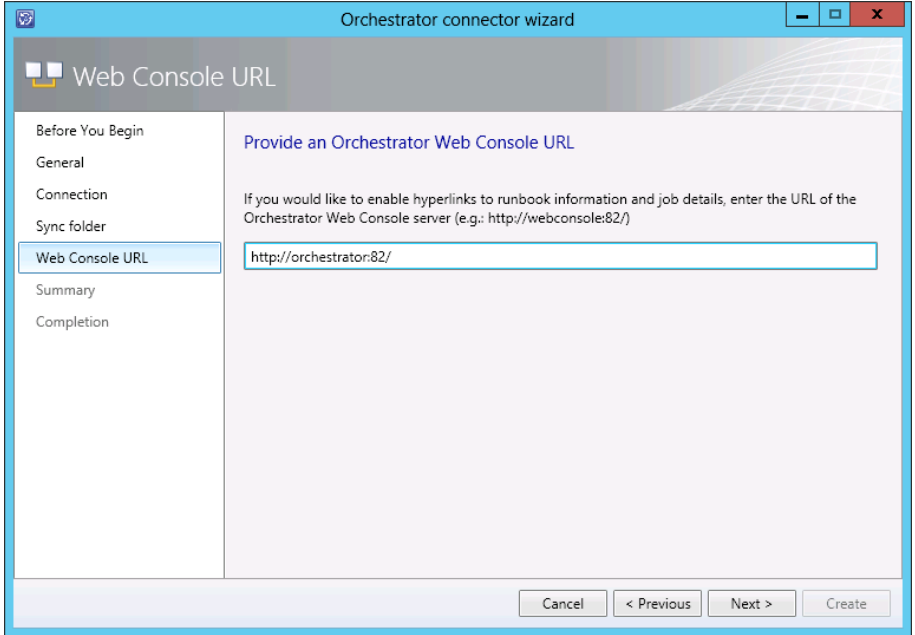 Orchestrator connector wizard
Web Console URL
Before You Begin
General
Connection
Sync folder
Web Console URL
Summary
Completion
Provide an Orchestrator Web Console URL
If you would like to enable hyperlinks to runbook information and job details, enter the URL of the
Orchestrator Web Console server (e.g.: http://webconsole:82/)
http://orchestrator:82/
Cancel
< Previous
Next >
Create